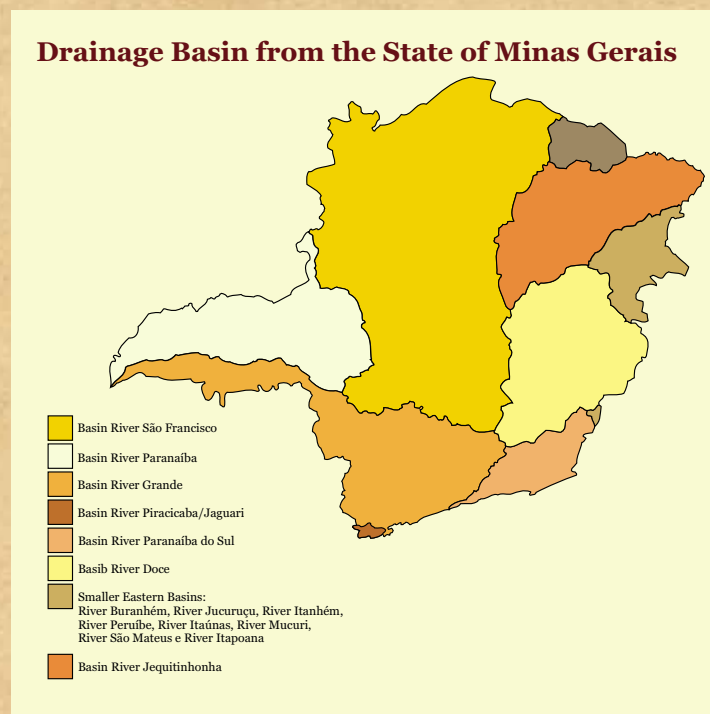 Drainage Basin from the State of Minas Gerais
Basin River São Francisco
Basin River Paranaíba
Basin River Grande
Basin River Piracicaba/Jaguari
Basin River Paranaíba do Sul
Basib River Doce
Smaller Eastern Basins:
River Buranhém, River Jucuruçu, River Itanhém,
River Peruíbe, River Itaúnas, River Mucuri,
River São Mateus e River Itapoana
Basin River Jequitinhonha